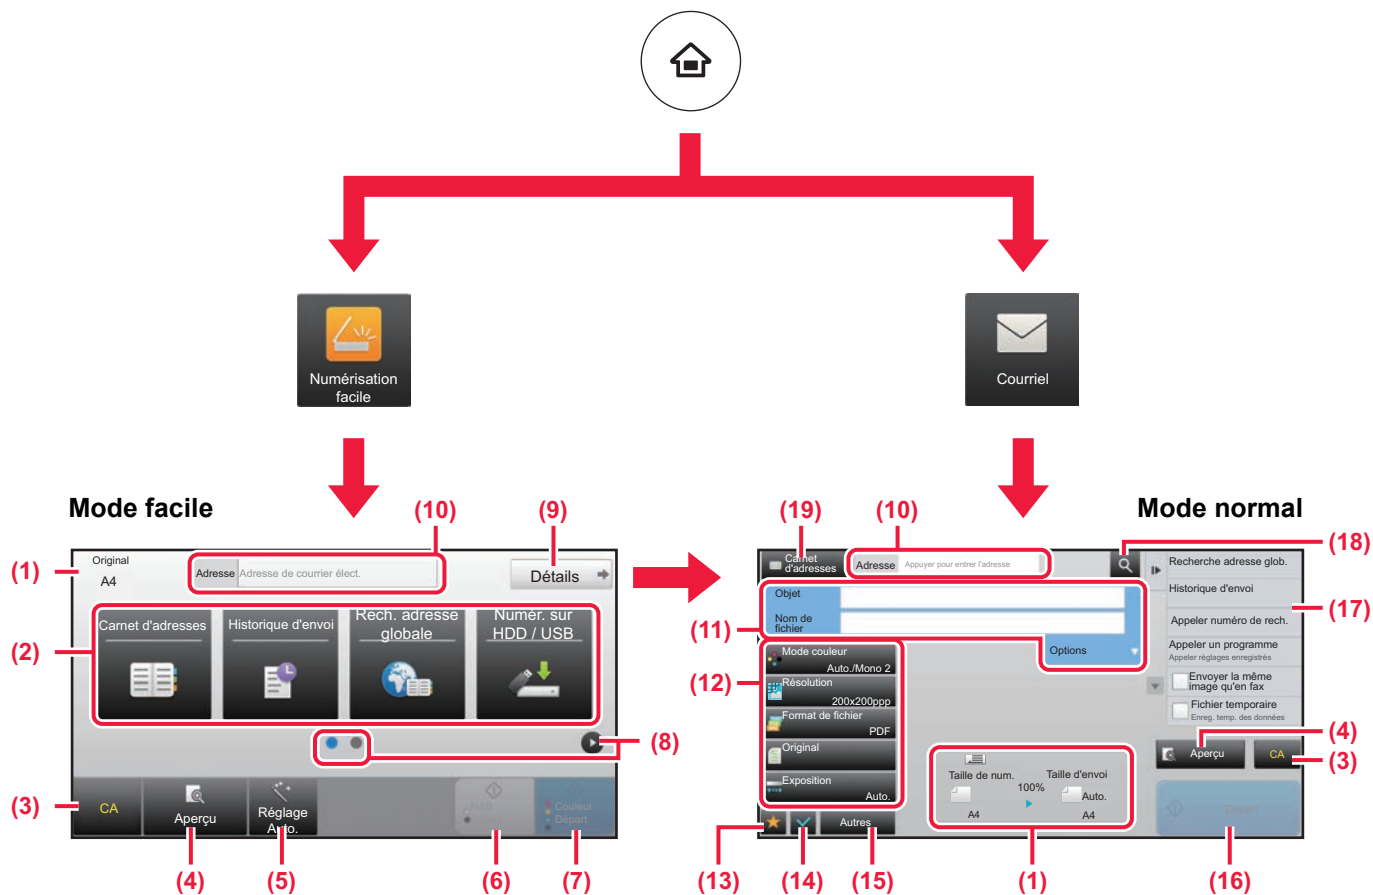 Numérisation
facile
Courriel
Mode facile
Mode normal
(10)
(9)
(19)
(10)
(18)
(1)
Original
A4
Adresse
Adresse de courrier élect.
Détails
(2)
Carnet d'adresses
Historique d'envoi
Rech. adresse
globale
Numér. sur
HDD / USB
(8)
(3)
CA
Aperçu
Réglage
Auto.
Couleur
Départ
(4)
(5)
(6)
(7)
Carnet
d'adresses
Adresse
Appuyer pour entrer l'adresse
Recherche adresse glob.
Historique d'envoi
Appeler numéro de rech.
Appeler un programme
Appeler réglages enregistrés
Envoyer la même
image qu'en fax
Fichier temporaire
Enreg. temp. des données
(17)
Objet
Nom de
fichier
Options
(11)
(12)
Mode couleur
Auto./Mono 2
Résolution
200x200ppp
Format de fichier
PDF
Original
Exposition
Auto.
Taille de num.
100%
Taille d'envoi
Auto.
A4
A4
(4)
Aperçu
CA
(3)
Départ
Autres
(13)
(14)
(15)
(1)
(16)